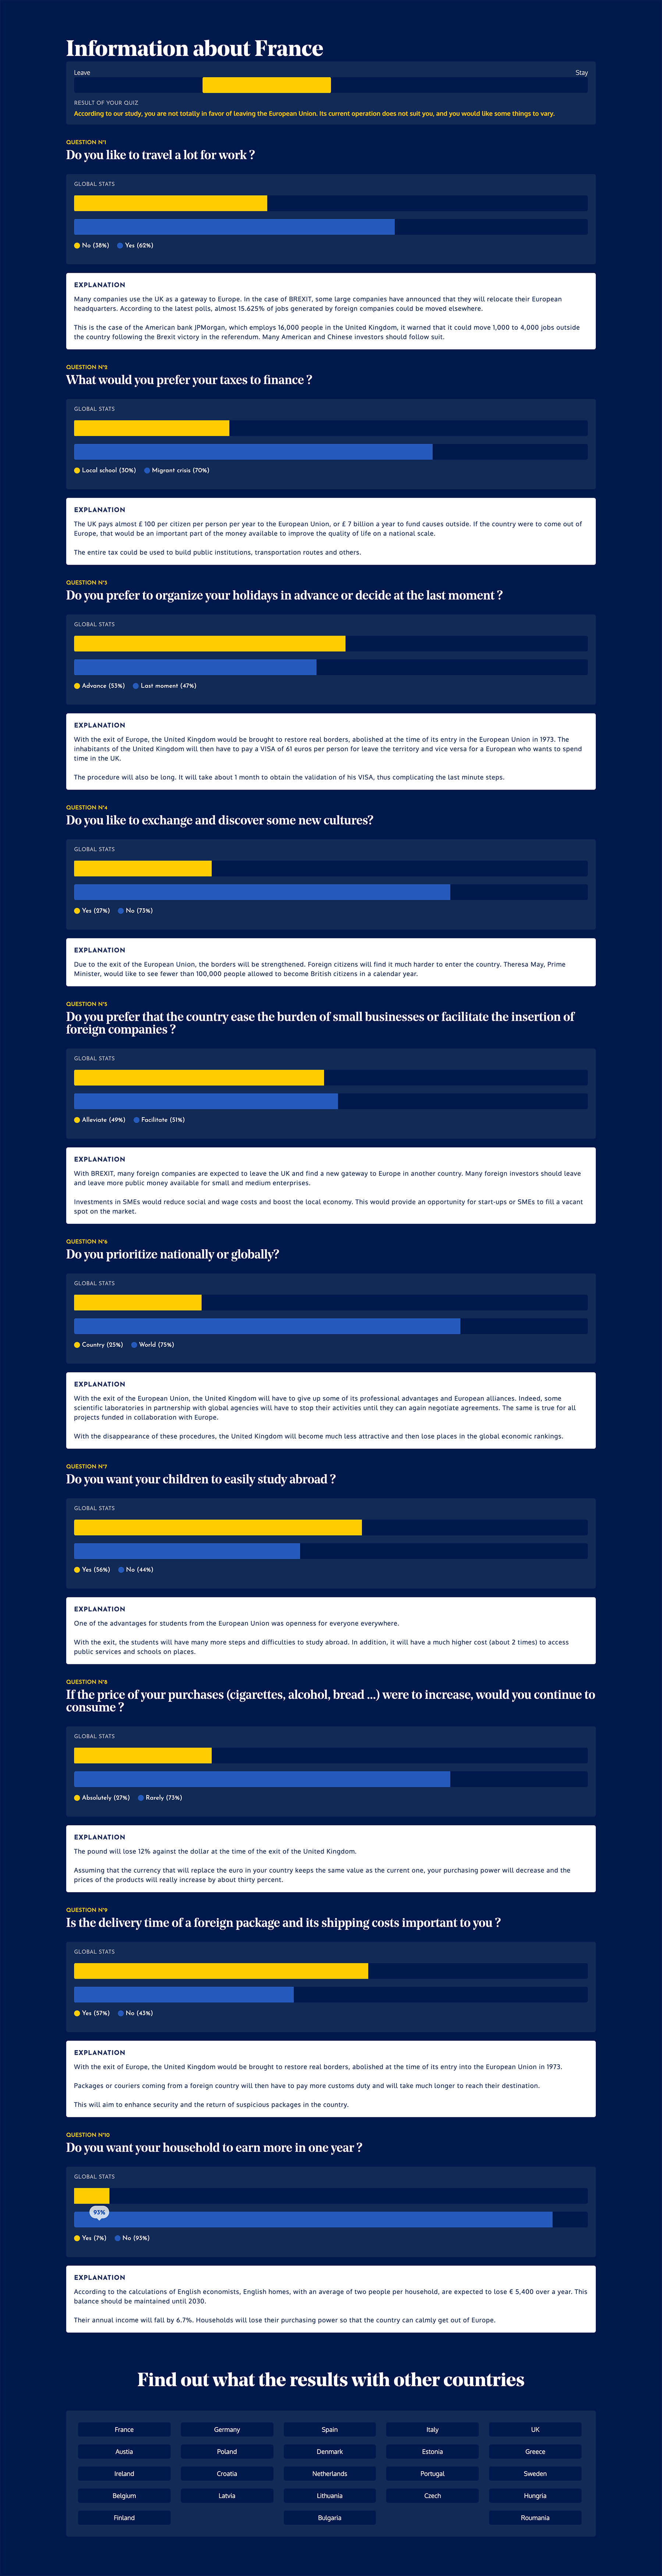 Information about France
Leave
Stay
RESULT OF YOUR QUIZ
According to our study, you are not totally in favor of leaving the European Union. Its current operation does not suit you, and you would like some things to vary.
QUESTION N°1
Do you like to travel a lot for work ?
GLOBAL STATS
No (38%) Yes (62%)
EXPLANATION
Many companies use the UK as a gateway to Europe. In the case of BREXIT, some large companies have announced that they will relocate their European
headquarters. According to the latest polls, almost 15.625% of jobs generated by foreign companies could be moved elsewhere.
This is the case of the American bank JPMorgan, which employs 16,000 people in the United Kingdom, it warned that it could move 1,000 to 4,000 jobs outside
the country following the Brexit victory in the referendum. Many American and Chinese investors should follow suit.
QUESTION N°2
What would you prefer your taxes to finance ?
GLOBAL STATS
Local school (30%) Migrant crisis (70%)
EXPLANATION
The UK pays almost £ 100 per citizen per person per year to the European Union, or £ 7 billion a year to fund causes outside. If the country were to come out of
Europe, that would be an important part of the money available to improve the quality of life on a national scale.
The entire tax could be used to build public institutions, transportation routes and others.
QUESTION N°3
Do you prefer to organize your holidays in advance or decide at the last moment ?
GLOBAL STATS
Advance (53%) Last moment (47%)
EXPLANATION
With the exit of Europe, the United Kingdom would be brought to restore real borders, abolished at the time of its entry in the European Union in 1973. The
inhabitants of the United Kingdom will then have to pay a VISA of 61 euros per person for leave the territory and vice versa for a European who wants to spend
time in the UK.
The procedure will also be long. It will take about 1 month to obtain the validation of his VISA, thus complicating the last minute steps.
QUESTION N°4
Do you like to exchange and discover some new cultures?
GLOBAL STATS
Yes (27%) No (73%)
EXPLANATION
Due to the exit of the European Union, the borders will be strengthened. Foreign citizens will find it much harder to enter the country. Theresa May, Prime
Minister, would like to see fewer than 100,000 people allowed to become British citizens in a calendar year.
QUESTION N°5
Do you prefer that the country ease the burden of small businesses or facilitate the insertion of
foreign companies ?
GLOBAL STATS
Alleviate (49%) Facilitate (51%)
EXPLANATION
With BREXIT, many foreign companies are expected to leave the UK and find a new gateway to Europe in another country. Many foreign investors should leave
and leave more public money available for small and medium enterprises.
Investments in SMEs would reduce social and wage costs and boost the local economy. This would provide an opportunity for start-ups or SMEs to fill a vacant
spot on the market.
QUESTION N°6
Do you prioritize nationally or globally?
GLOBAL STATS
Country (25%) World (75%)
EXPLANATION
With the exit of the European Union, the United Kingdom will have to give up some of its professional advantages and European alliances. Indeed, some
scientific laboratories in partnership with global agencies will have to stop their activities until they can again negotiate agreements. The same is true for all
projects funded in collaboration with Europe.
With the disappearance of these procedures, the United Kingdom will become much less attractive and then lose places in the global economic rankings.
QUESTION N°7
Do you want your children to easily study abroad ?
GLOBAL STATS
Yes (56%) No (44%)
EXPLANATION
One of the advantages for students from the European Union was openness for everyone everywhere.
With the exit, the students will have many more steps and difficulties to study abroad. In addition, it will have a much higher cost (about 2 times) to access
public services and schools on places.
QUESTION N°8
If the price of your purchases (cigarettes, alcohol, bread ...) were to increase, would you continue to
consume ?
GLOBAL STATS
Absolutely (27%) Rarely (73%)
EXPLANATION
The pound will lose 12% against the dollar at the time of the exit of the United Kingdom.
Assuming that the currency that will replace the euro in your country keeps the same value as the current one, your purchasing power will decrease and the
prices of the products will really increase by about thirty percent.
QUESTION N°9
Is the delivery time of a foreign package and its shipping costs important to you ?
GLOBAL STATS
Yes (57%) No (43%)
EXPLANATION
With the exit of Europe, the United Kingdom would be brought to restore real borders, abolished at the time of its entry into the European Union in 1973.
Packages or couriers coming from a foreign country will then have to pay more customs duty and will take much longer to reach their destination.
This will aim to enhance security and the return of suspicious packages in the country.
QUESTION N°10
Do you want your household to earn more in one year ?
GLOBAL STATS
93%
Yes (7%) No (93%)
EXPLANATION
According to the calculations of English economists, English homes, with an average of two people per household, are expected to lose € 5,400 over a year. This
balance should be maintained until 2030.
Their annual income will fall by 6.7%. Households will lose their purchasing power so that the country can calmly get out of Europe.
Find out what the results with other countries
France Germany Spain Italy UK
Austia Poland Denmark Estonia Greece
Ireland Croatia Netherlands Portugal Sweden
Belgium Latvia Lithuania Czech Hungria
Finland Bulgaria Roumania